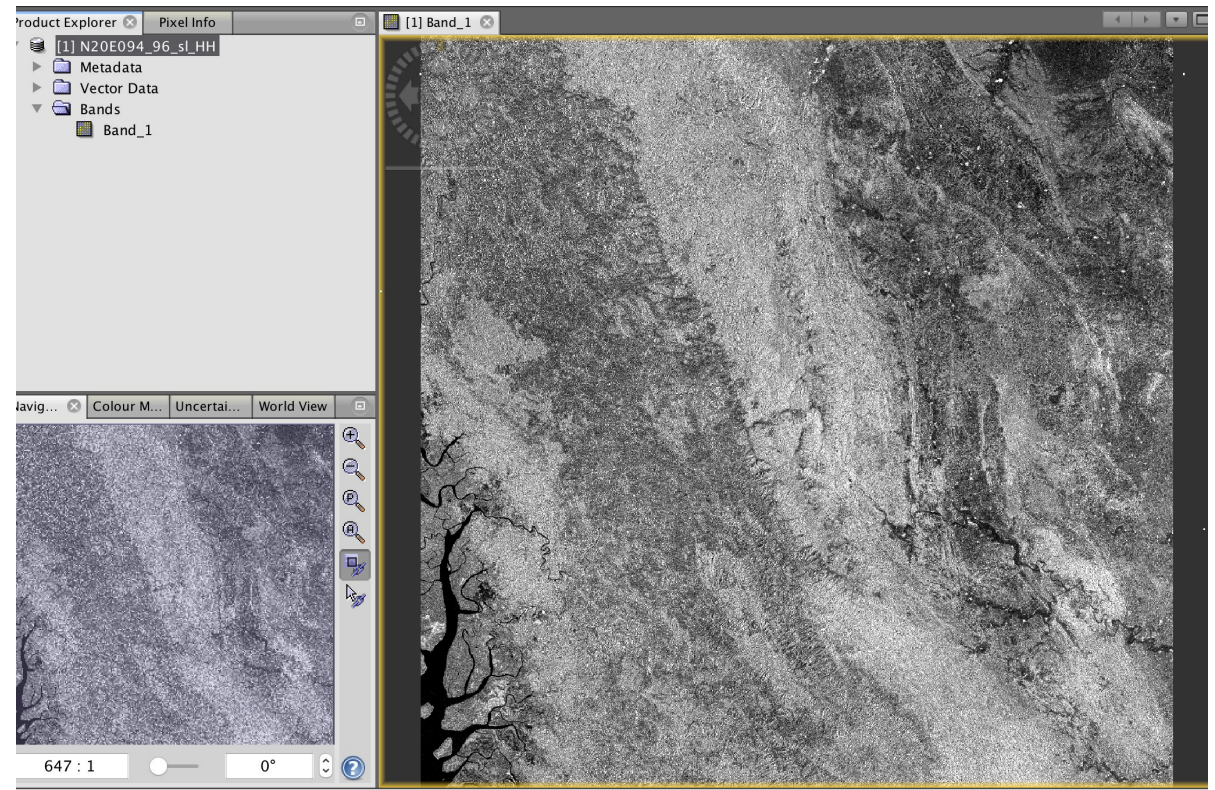 Product Explorer Pixel Info
[1] N20E094_96_sl_HH
Metadata
Vector Data
Bands
Band_1
[1] Band_1
Navig... Colour M... Uncertai... World View
647 : 1
0°